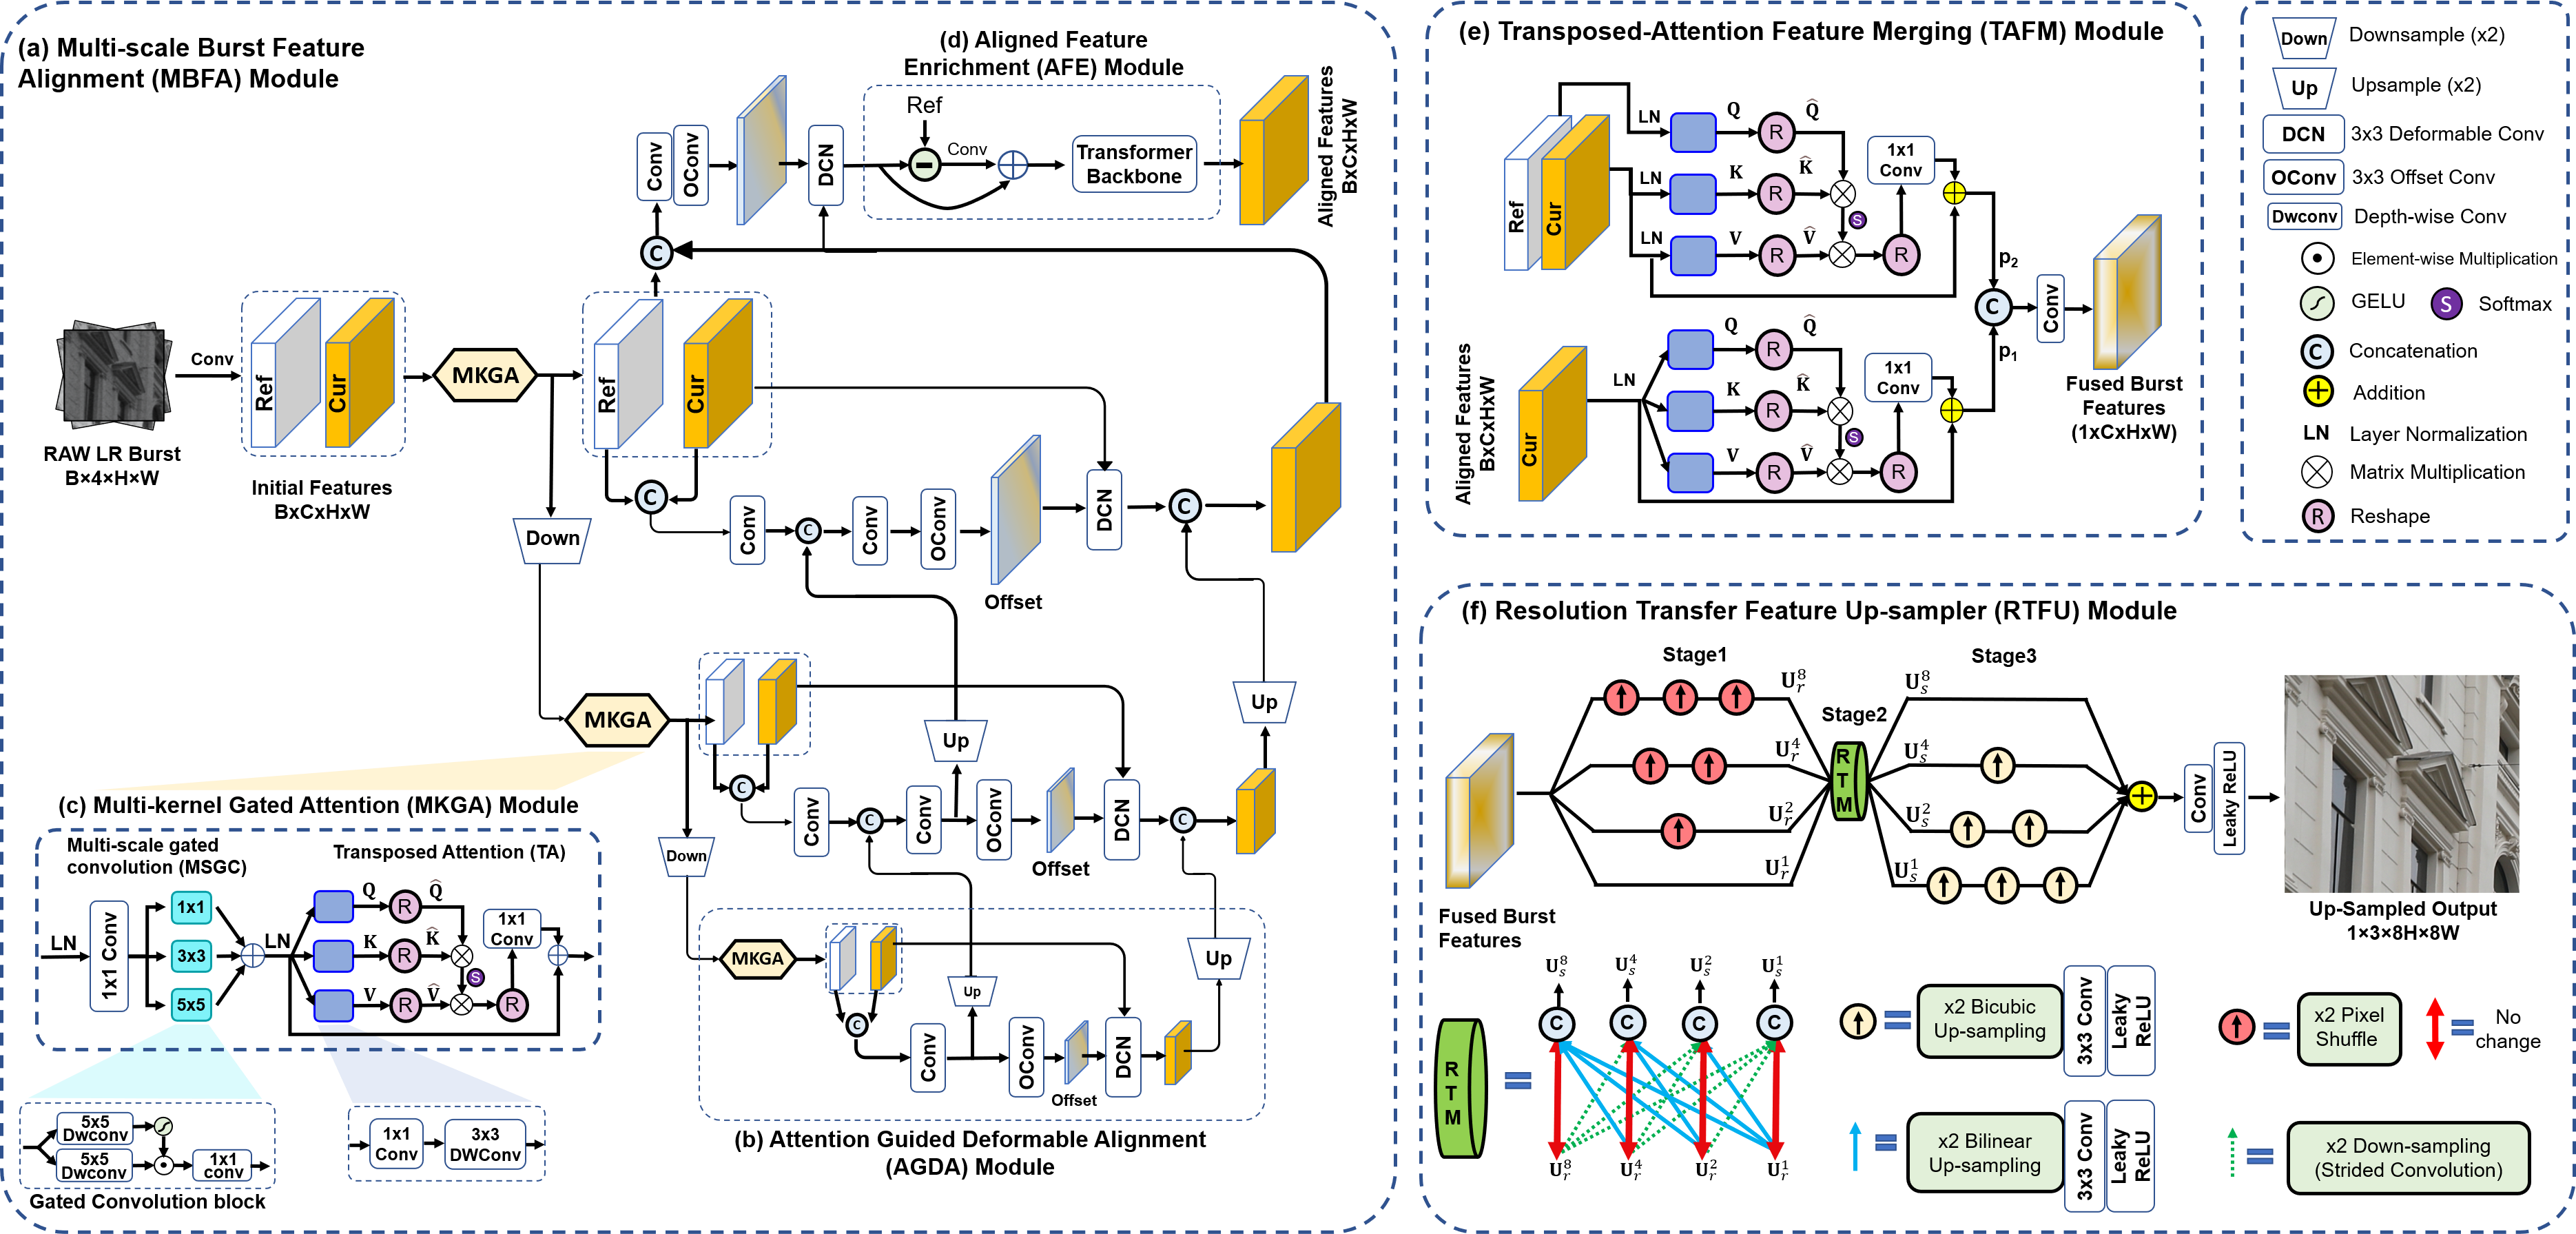 (a) Multi-scale Burst Feature
Alignment (MBFA) Module
(d) Aligned Feature
Enrichment (AFE) Module
Ref
Conv
Conv
OConv
DCN
Transformer
Backbone
Aligned Features
BxCxHxW
C
RAW LR Burst
B×4×H×W
Conv
Ref
Cur
Initial Features
BxCxHxW
MKGA
Ref
Cur
C
Conv
C
Conv
OConv
Offset
DCN
C
Down
MKGA
C
Conv
C
Conv
Up
OConv
Offset
DCN
C
Up
Down
MKGA
C
Conv
Up
OConv
Offset
DCN
Up
(b) Attention Guided Deformable Alignment
(AGDA) Module
(c) Multi-kernel Gated Attention (MKGA) Module
Multi-scale gated
convolution (MSGC)
Transposed Attention (TA)
LN
1x1 Conv
1x1
3x3
5x5
LN
Q
R
Q̂
K
R
K̂
V
R
V̂
S
R
1x1
Conv
5x5
Dwconv
5x5
Dwconv
1x1
conv
Gated Convolution block
1x1
Conv
3x3
DWConv
(e) Transposed-Attention Feature Merging (TAFM) Module
Ref
Cur
LN
Q
R
Q̂
LN
K
R
K̂
LN
V
R
V̂
S
R
1x1
Conv
p2
Aligned Features
BxCxHxW
Cur
LN
Q
R
Q̂
K
R
K̂
V
R
V̂
S
R
1x1
Conv
p1
C
Conv
Fused Burst
Features
(1xCxHxW)
Down
Downsample (x2)
Up
Upsample (x2)
DCN
3x3 Deformable Conv
OConv
3x3 Offset Conv
Dwconv
Depth-wise Conv
Element-wise Multiplication
GELU
S
Softmax
C
Concatenation
Addition
LN
Layer Normalization
Matrix Multiplication
R
Reshape
(f) Resolution Transfer Feature Up-sampler (RTFU) Module
Stage1
Stage2
Stage3
Fused Burst
Features
U_r^8
U_r^4
U_r^2
U_r^1
RTM
U_s^8
U_s^4
U_s^2
U_s^1
Conv
Leaky ReLU
Up-Sampled Output
1×3×8H×8W
RTM
=
U_s^8
U_s^4
U_s^2
U_s^1
C
C
C
C
U_r^8
U_r^4
U_r^2
U_r^1
=
x2 Bicubic
Up-sampling
3x3 Conv
Leaky
ReLU
=
x2 Pixel
Shuffle
=
No
change
=
x2 Bilinear
Up-sampling
3x3 Conv
Leaky
ReLU
=
x2 Down-sampling
(Strided Convolution)